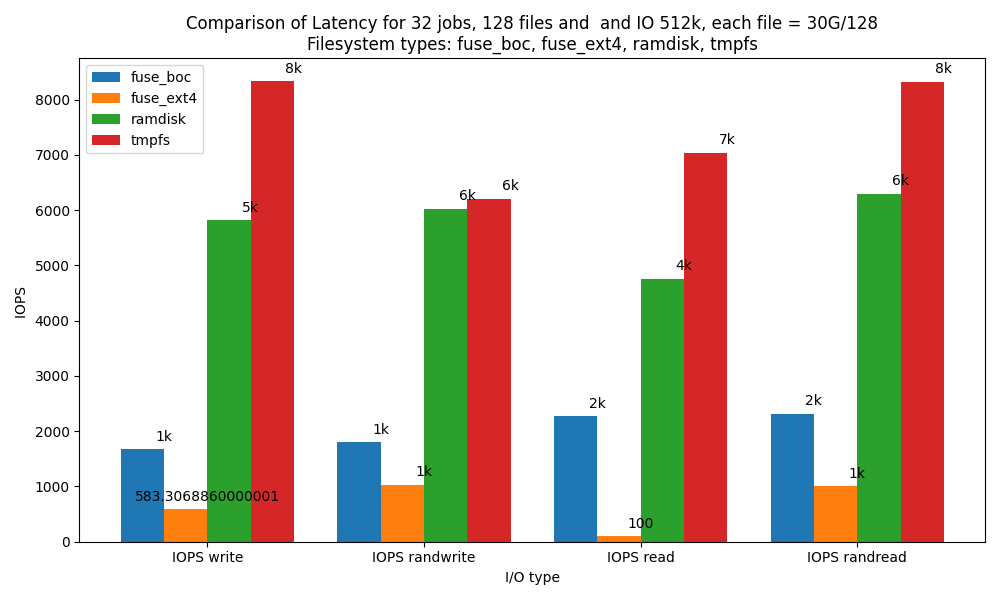 Comparison of Latency for 32 jobs, 128 files and  and IO 512k, each file = 30G/128
Filesystem types: fuse_boc, fuse_ext4, ramdisk, tmpfs
fuse_boc
fuse_ext4
ramdisk
tmpfs
IOPS
8000
7000
6000
5000
4000
3000
2000
1000
0
1k
583.3068860000001
5k
8k
1k
1k
6k
6k
2k
100
4k
7k
2k
1k
6k
8k
IOPS write
IOPS randwrite
IOPS read
IOPS randread
I/O type